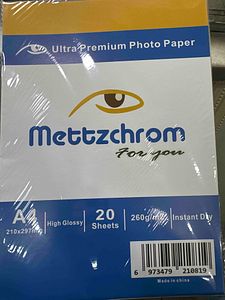 Ultra Premium Photo Paper
Mettzchrom
For you
A4
210x297mm
High Glossy
20
Sheets
260g/m2
Instant Dry
6 973479 210819
Made in china